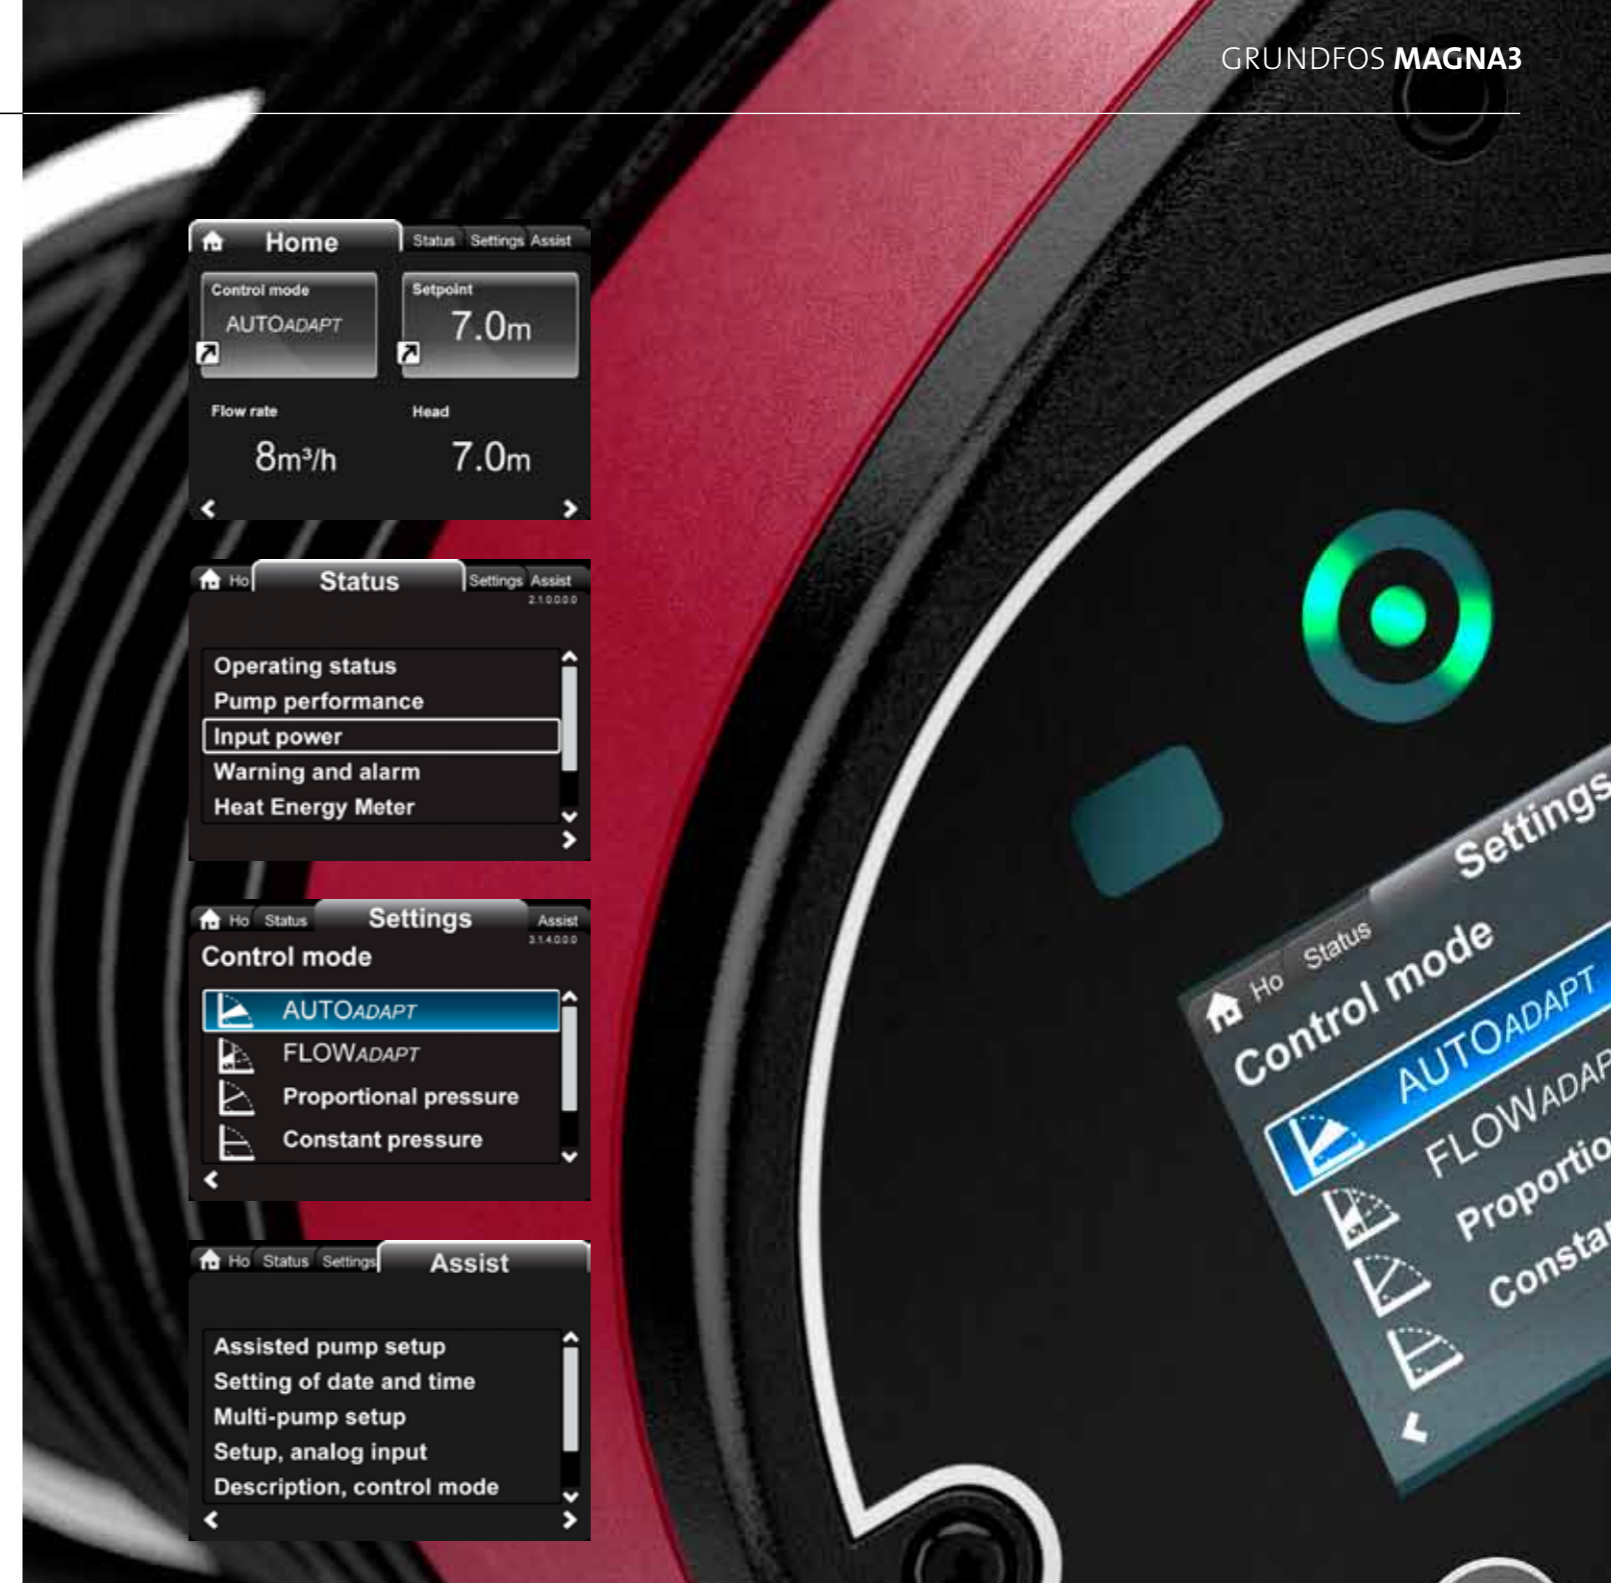 GRUNDFOS MAGNA3
Home Status Settings Assist
Control mode Setpoint
AUTOADAPT 7.0m
Flow rate Head
8m³/h 7.0m
Ho Status Settings Assist
2.1.0.0.0.0
Operating status
Pump performance
Input power
Warning and alarm
Heat Energy Meter
Ho Status Settings Assist
3.1.4.0.0.0
Control mode
AUTOADAPT
FLOWADAPT
Proportional pressure
Constant pressure
Ho Status Settings Assist
Assisted pump setup
Setting of date and time
Multi-pump setup
Setup, analog input
Description, control mode
Ho Status Settings
Control mode
AUTOADAPT
FLOWADAP
Proportio
Consta